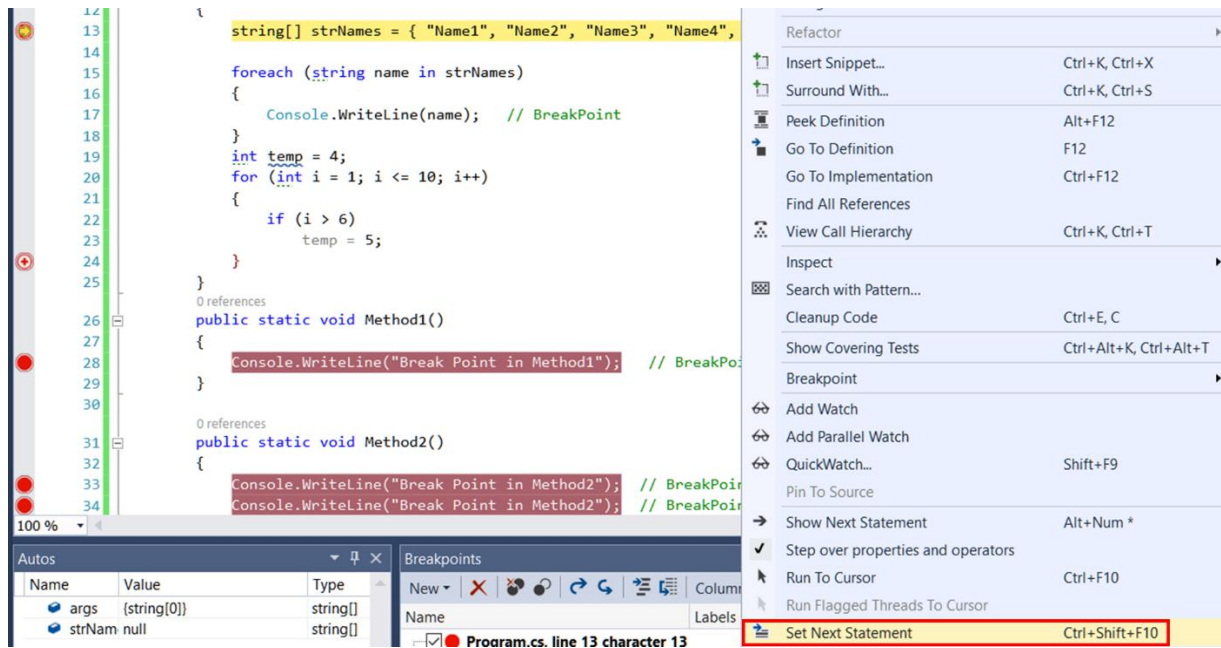 12 {
13 string[] strNames = { "Name1", "Name2", "Name3", "Name4",
14
15 foreach (string name in strNames)
16 {
17 Console.WriteLine(name); // BreakPoint
18 }
19 int temp = 4;
20 for (int i = 1; i <= 10; i++)
21 {
22 if (i > 6)
23 temp = 5;
24 }
25 }
0 references
26 public static void Method1()
27 {
28 Console.WriteLine("Break Point in Method1"); // BreakPoi
29 }
30
0 references
31 public static void Method2()
32 {
33 Console.WriteLine("Break Point in Method2"); // BreakPoin
34 Console.WriteLine("Break Point in Method2"); // BreakPoin
100 %
Autos
Name Value Type
args {string[0]} string[]
strNam null string[]
Breakpoints
New Colum
Name Labels
Program.cs, line 13 character 13
Refactor
Insert Snippet... Ctrl+K, Ctrl+X
Surround With... Ctrl+K, Ctrl+S
Peek Definition Alt+F12
Go To Definition F12
Go To Implementation Ctrl+F12
Find All References
View Call Hierarchy Ctrl+K, Ctrl+T
Inspect
Search with Pattern...
Cleanup Code Ctrl+E, C
Show Covering Tests Ctrl+Alt+K, Ctrl+Alt+T
Breakpoint
Add Watch
Add Parallel Watch
QuickWatch... Shift+F9
Pin To Source
Show Next Statement Alt+Num *
Step over properties and operators
Run To Cursor Ctrl+F10
Run Flagged Threads To Cursor
Set Next Statement Ctrl+Shift+F10